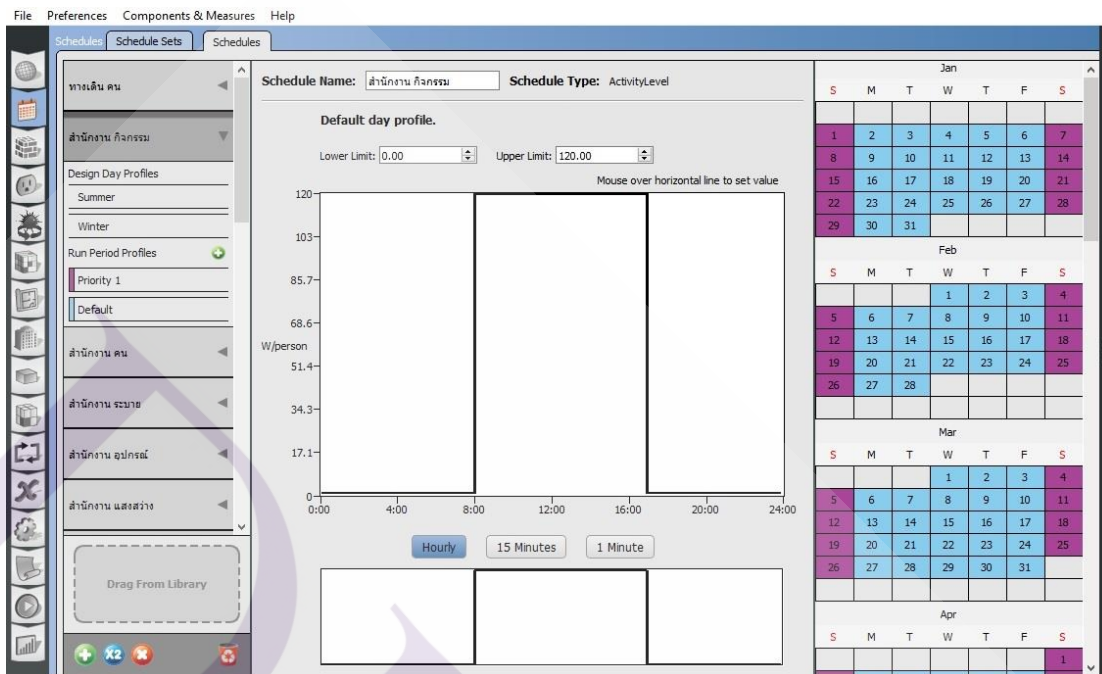 File Preferences Components & Measures Help
Schedules Schedule Sets Schedules
ทางเดิน คน
สำนักงาน กิจกรรม
Design Day Profiles
Summer
Winter
Run Period Profiles
Priority 1
Default
สำนักงาน คน
สำนักงาน ระบาย
สำนักงาน อุปกรณ์
สำนักงาน แสงสว่าง
Drag From Library
X2
Schedule Name: สำนักงาน กิจกรรม Schedule Type: ActivityLevel
Default day profile.
Lower Limit: 0.00 Upper Limit: 120.00
Mouse over horizontal line to set value
120
103
85.7
68.6
W/person
51.4
34.3
17.1
0
0:00 4:00 8:00 12:00 16:00 20:00 24:00
Hourly 15 Minutes 1 Minute
Jan
S M T W T F S
1 2 3 4 5 6 7
8 9 10 11 12 13 14
15 16 17 18 19 20 21
22 23 24 25 26 27 28
29 30 31
Feb
S M T W T F S
1 2 3 4
5 6 7 8 9 10 11
12 13 14 15 16 17 18
19 20 21 22 23 24 25
26 27 28
Mar
S M T W T F S
1 2 3 4
5 6 7 8 9 10 11
12 13 14 15 16 17 18
19 20 21 22 23 24 25
26 27 28 29 30 31
Apr
S M T W T F S
1